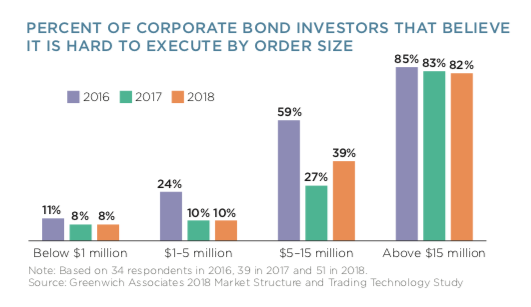 PERCENT OF CORPORATE BOND INVESTORS THAT BELIEVE
IT IS HARD TO EXECUTE BY ORDER SIZE
2016 2017 2018
11% 8% 8%
24% 10% 10%
59% 27% 39%
85% 83% 82%
Below $1 million $1–5 million $5–15 million Above $15 million
Note: Based on 34 respondents in 2016, 39 in 2017 and 51 in 2018.
Source: Greenwich Associates 2018 Market Structure and Trading Technology Study